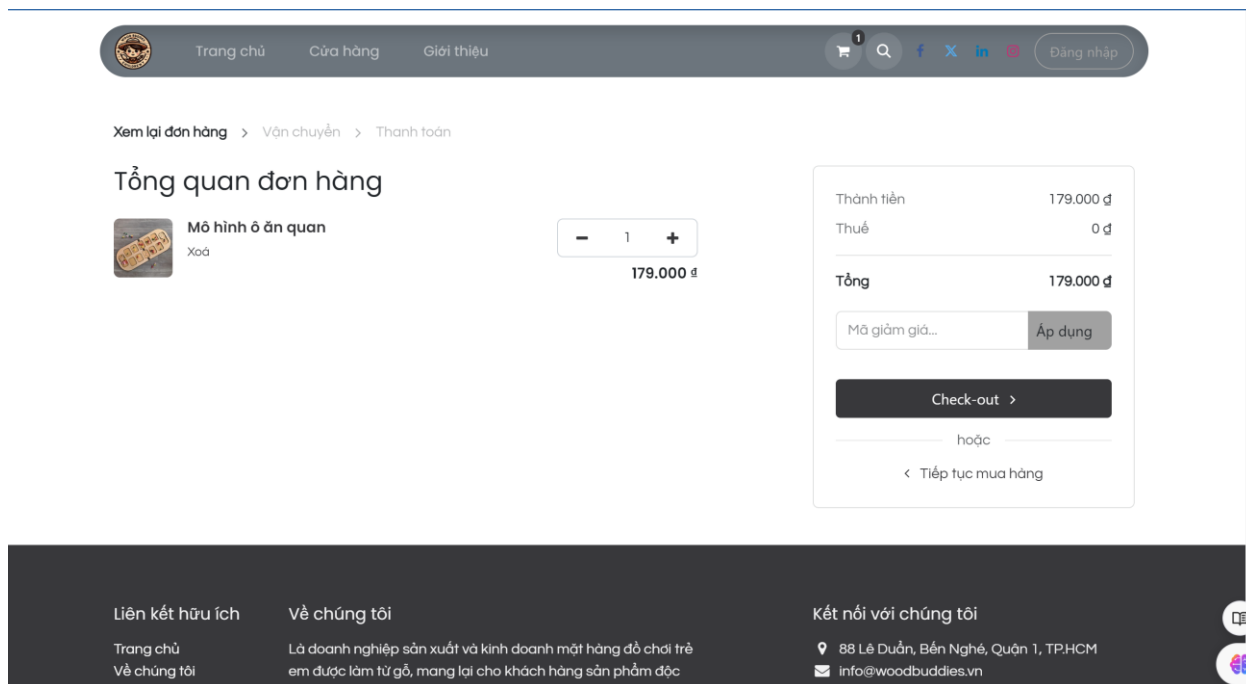 Trang chủ Cửa hàng Giới thiệu 1 Đăng nhập
Xem lại đơn hàng > Vận chuyển > Thanh toán
Tổng quan đơn hàng
Mô hình ô ăn quan
Xoá
1
179.000 ₫
Thành tiền 179.000 ₫
Thuế 0 ₫
Tổng 179.000 ₫
Mã giảm giá... Áp dụng
Check-out >
hoặc
< Tiếp tục mua hàng
Liên kết hữu ích
Trang chủ
Về chúng tôi
Về chúng tôi
Là doanh nghiệp sản xuất và kinh doanh mặt hàng đồ chơi trẻ
em được làm từ gỗ, mang lại cho khách hàng sản phẩm độc
Kết nối với chúng tôi
88 Lê Duẩn, Bến Nghé, Quận 1, TP.HCM
info@woodbuddies.vn